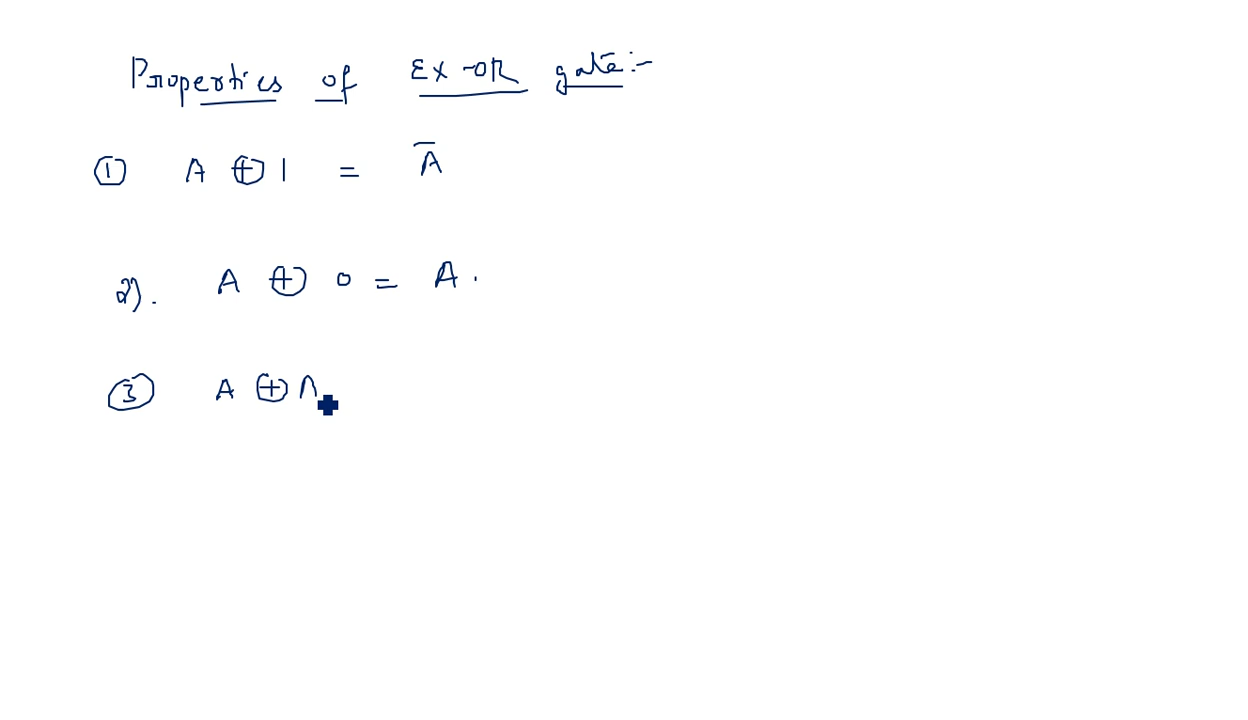 Properties of Ex-OR gate:-
① A ⊕ 1 = A̅
2). A ⊕ 0 = A.
③ A ⊕